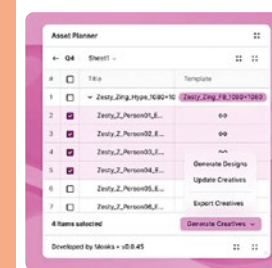 Asset Planner
← Q4 Sheet1
# Title Template
1 Zesty_Zing_Hype_1080×10 Zesty_Zing_FB_1080×1080
2 Zesty_Z_Person01_E...
3 Zesty_Z_Person02_E...
4 Zesty_Z_Person03_E...
Generate Designs
5 Zesty_Z_Person04_E...
Update Creatives
6 Zesty_Z_Person05_E...
Export Creatives
7 Zesty_Z_Person06_E...
4 Items selected Generate Creatives
Developed by Monks • v0.6.45